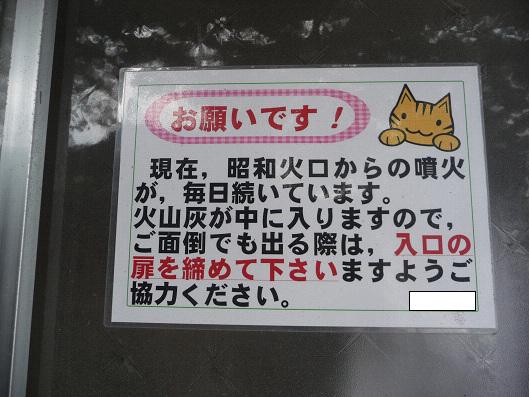 お願いです！
現在，昭和火口からの噴火
が，毎日続いています。
火山灰が中に入りますので，
ご面倒でも出る際は，入口の
扉を締めて下さいますようご
協力ください。